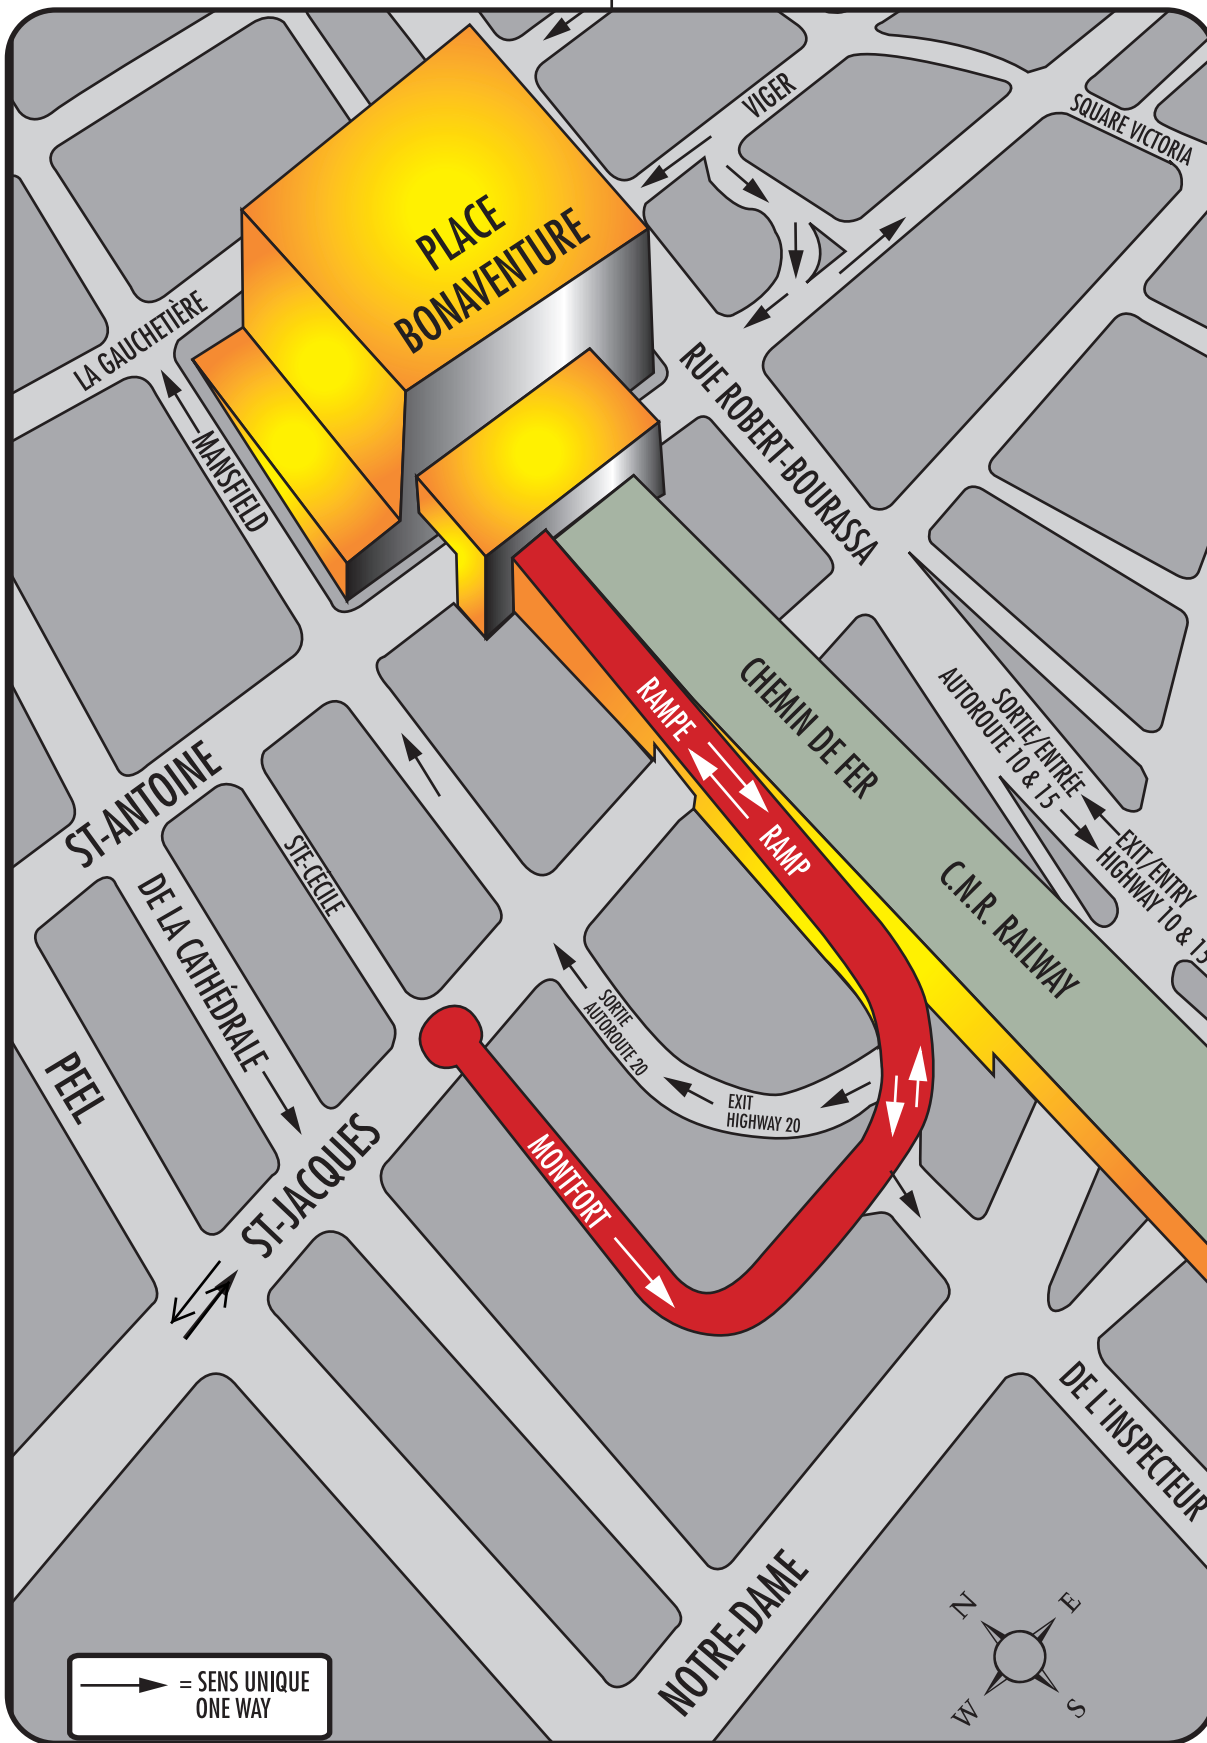 VIGER
SQUARE VICTORIA
PLACE
BONAVENTURE
LA GAUCHETIÈRE
RUE ROBERT-BOURASSA
MANSFIELD
CHEMIN DE FER
RAMPE
SORTIE/ENTRÉE
AUTOROUTE 10 & 15
ST-ANTOINE
RAMP
EXIT/ENTRY
HIGHWAY 10 & 15
STE-CECILE
DE LA CATHÉDRALE
C.N.R. RAILWAY
SORTIE
AUTOROUTE 20
PEEL
EXIT
HIGHWAY 20
ST-JACQUES
MONTFORT
DE L'INSPECTEUR
NOTRE-DAME
N
E
W
S
= SENS UNIQUE
ONE WAY